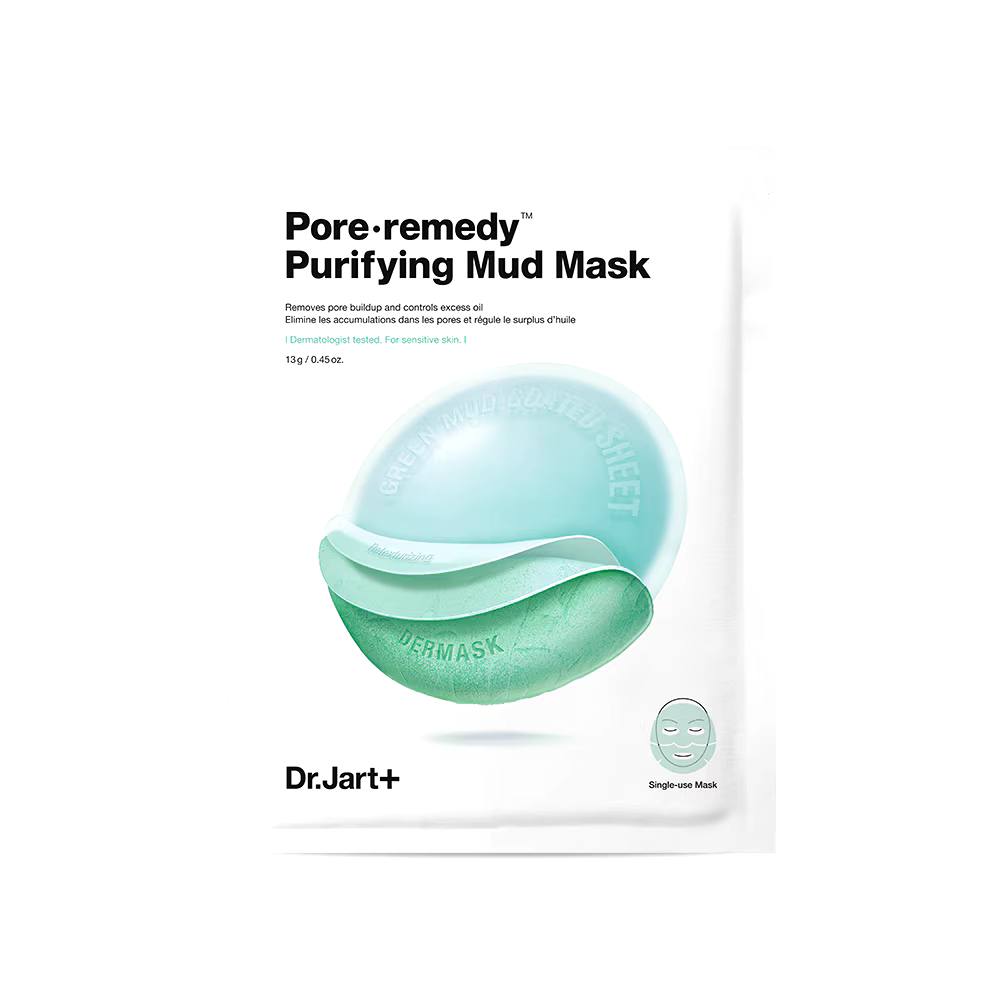 Pore·remedy™
Purifying Mud Mask
Removes pore buildup and controls excess oil
Elimine les accumulations dans les pores et régule le surplus d'huile
| Dermatologist tested. For sensitive skin. |
13 g / 0.45 oz.
GREEN MUD COATED SHEET
Detexturizing
DERMASK
Dr.Jart+
Single-use Mask